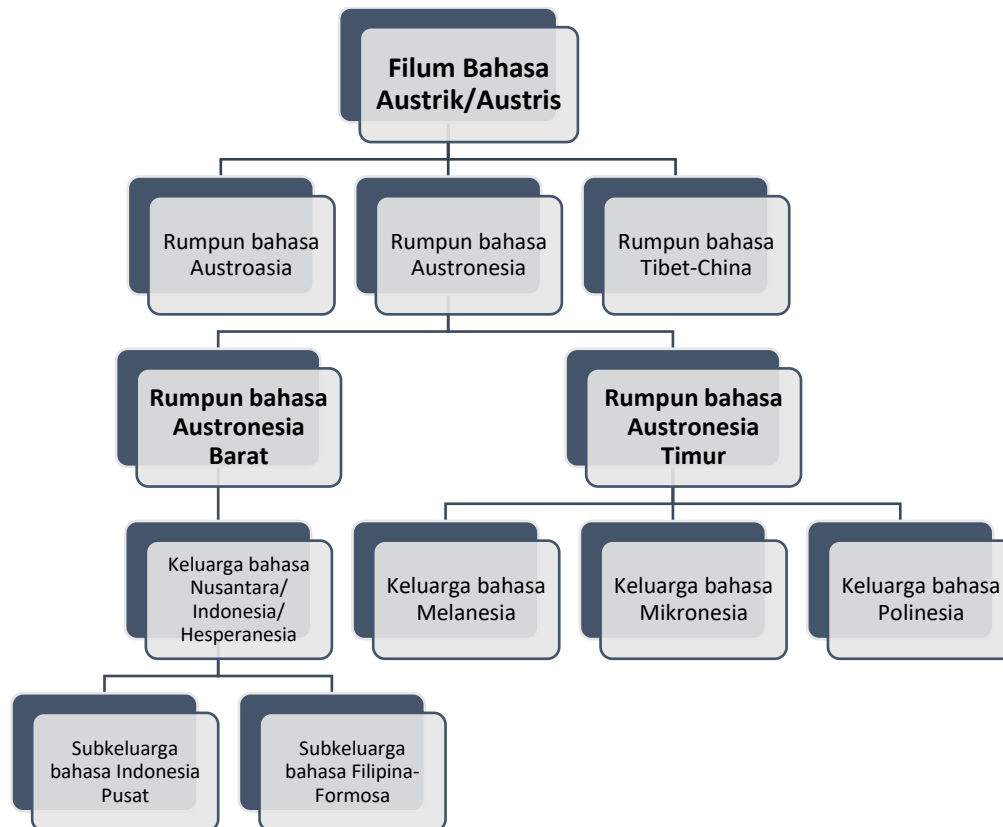 Filum Bahasa
Austrik/Austris
Rumpun bahasa
Austroasia
Rumpun bahasa
Austronesia
Rumpun bahasa
Tibet-China
Rumpun bahasa
Austronesia
Barat
Rumpun bahasa
Austronesia
Timur
Keluarga bahasa
Nusantara/
Indonesia/
Hesperanesia
Keluarga bahasa
Melanesia
Keluarga bahasa
Mikronesia
Keluarga bahasa
Polinesia
Subkeluarga
bahasa Indonesia
Pusat
Subkeluarga
bahasa Filipina-
Formosa